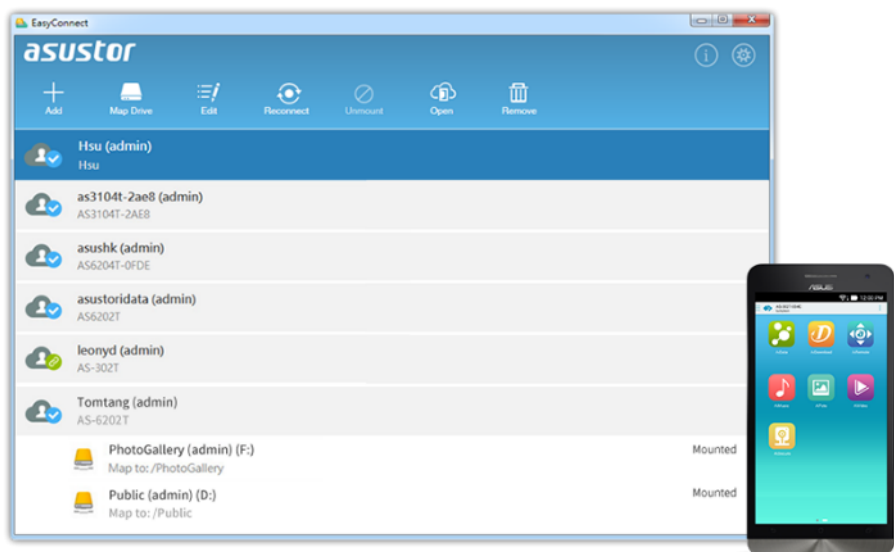 EasyConnect
asustor
Add
Map Drive
Edit
Reconnect
Unmount
Open
Remove
Hsu (admin)
Hsu
as3104t-2ae8 (admin)
AS3104T-2AE8
asushk (admin)
AS6204T-0FDE
asustoridata (admin)
AS6202T
leonyd (admin)
AS-302T
Tomtang (admin)
AS-6202T
PhotoGallery (admin) (F:)
Mounted
Map to: /PhotoGallery
Public (admin) (D:)
Mounted
Map to: /Public
ASUS